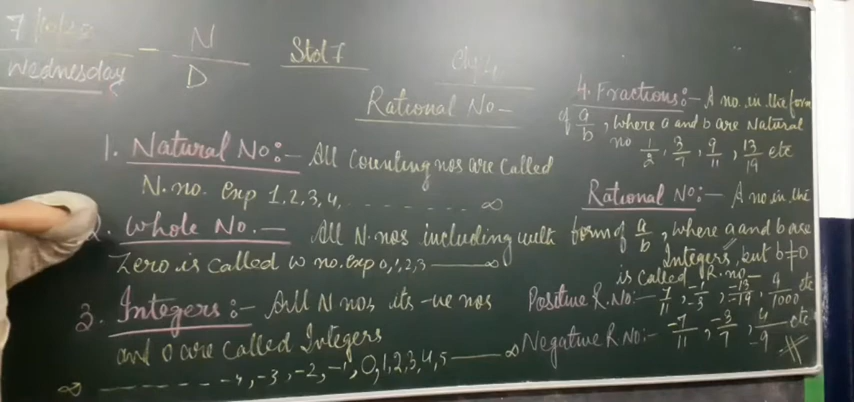 7
Wednesday
N
D
Std 7
Rational No-
1. Natural No:- All counting nos are called
N.no. exp 1,2,3,4, - - - - - - - ∞
2. Whole No.- All N.nos including with
Zero is called W no. exp 0,1,2,3 ——— ∞
3. Integers:- All N nos, its -ve nos
and 0 are called Integers
∞ - - - - - - - - -4, -3, -2, -1, 0, 1, 2, 3, 4, 5 ——— ∞
4. Fractions:- A no. in the form
of a/b, where a and b are Natural
no 1/2, 3/7, 9/11, 13/19 etc
Rational No:- A no in the
form of a/b, where a and b are
Integers, but b≠0
is called R.no-
Positive R.No:- 7/11, -1/-3, -13/-19, 9/1000 etc
Negative R No:- -7/11, -3/7, 4/-9 etc